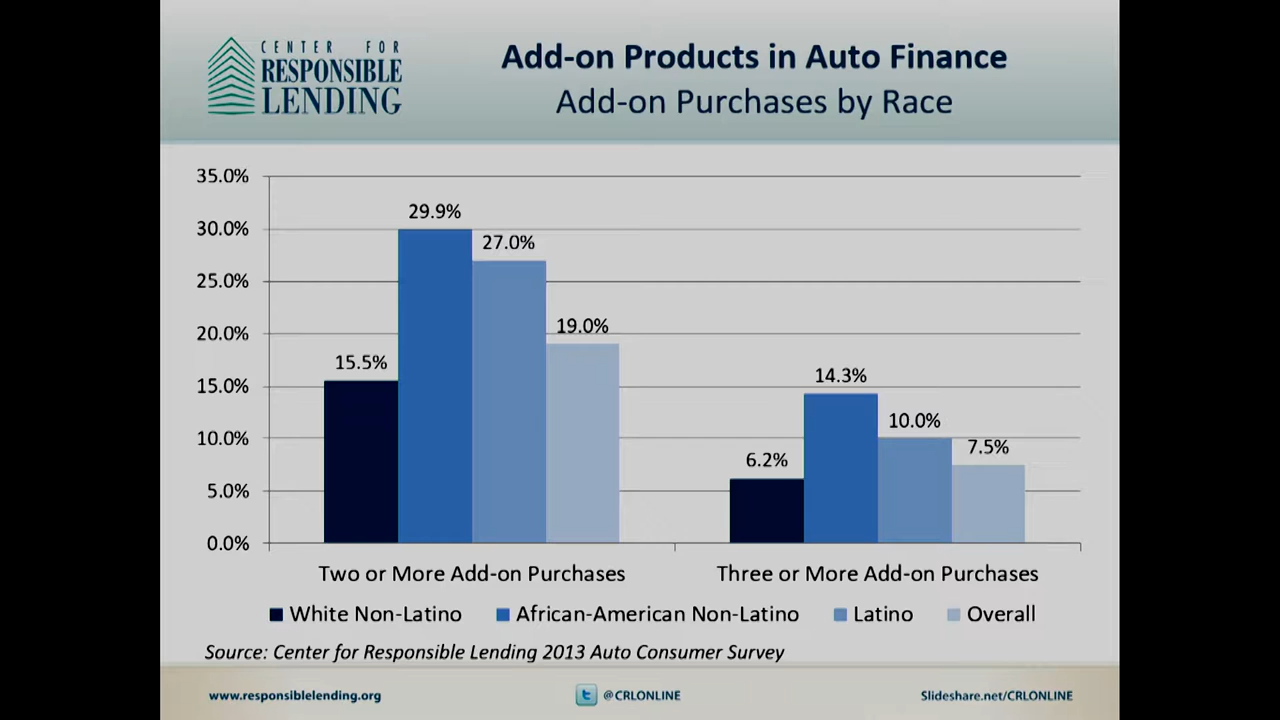 CENTER FOR
RESPONSIBLE
LENDING
Add-on Products in Auto Finance
Add-on Purchases by Race
35.0%
30.0%
25.0%
20.0%
15.0%
10.0%
5.0%
0.0%
15.5%
29.9%
27.0%
19.0%
6.2%
14.3%
10.0%
7.5%
Two or More Add-on Purchases
Three or More Add-on Purchases
White Non-Latino
African-American Non-Latino
Latino
Overall
Source: Center for Responsible Lending 2013 Auto Consumer Survey
www.responsiblelending.org
@CRLONLINE
Slideshare.net/CRLONLINE